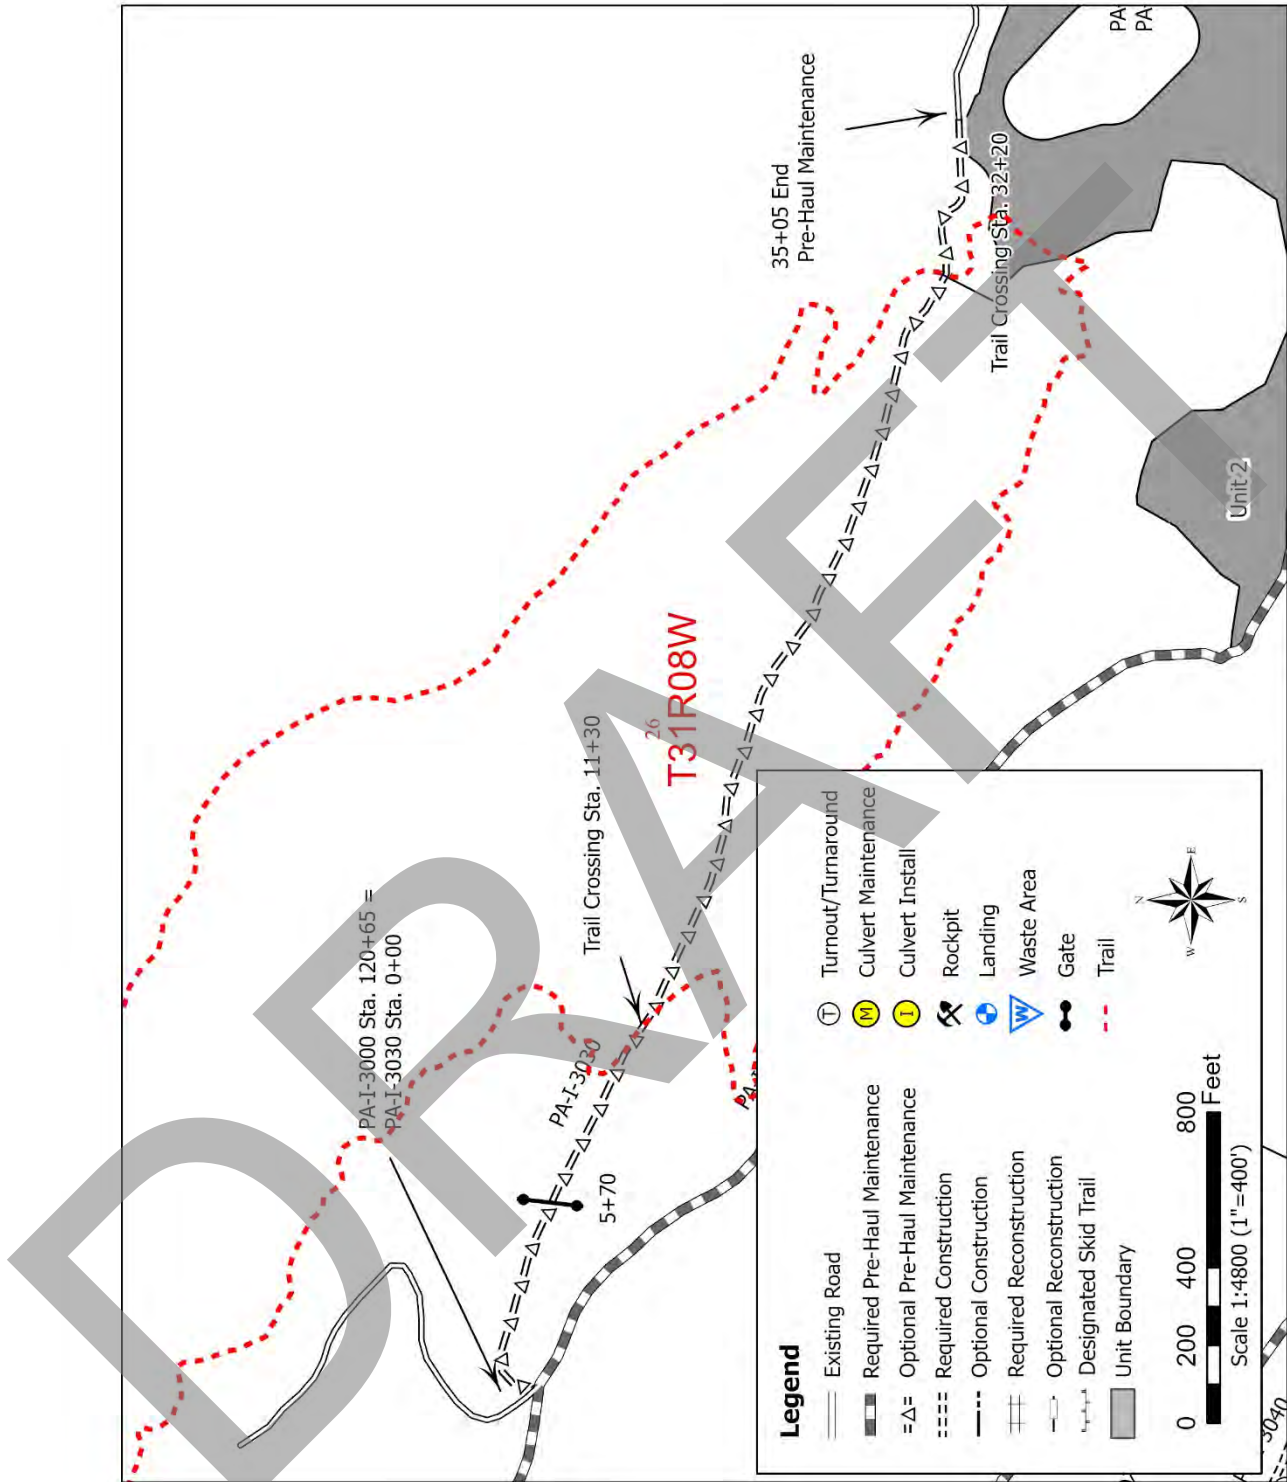 PA-
PA-
35+05 End
Pre-Haul Maintenance
Trail Crossing Sta. 32+20
Unit 2
26
T31R08W
Trail Crossing Sta. 11+30
PA-I-3000 Sta. 120+65 =
PA-I-3030 Sta. 0+00
PA-I-3030
5+70
PA-
DRAFT
Legend
Existing Road
Required Pre-Haul Maintenance
Optional Pre-Haul Maintenance
Required Construction
Optional Construction
Required Reconstruction
Optional Reconstruction
Designated Skid Trail
Unit Boundary
T Turnout/Turnaround
M Culvert Maintenance
I Culvert Install
Rockpit
Landing
W Waste Area
Gate
Trail
N
W E
S
0 200 400 800
Feet
Scale 1:4800 (1"=400')
3040